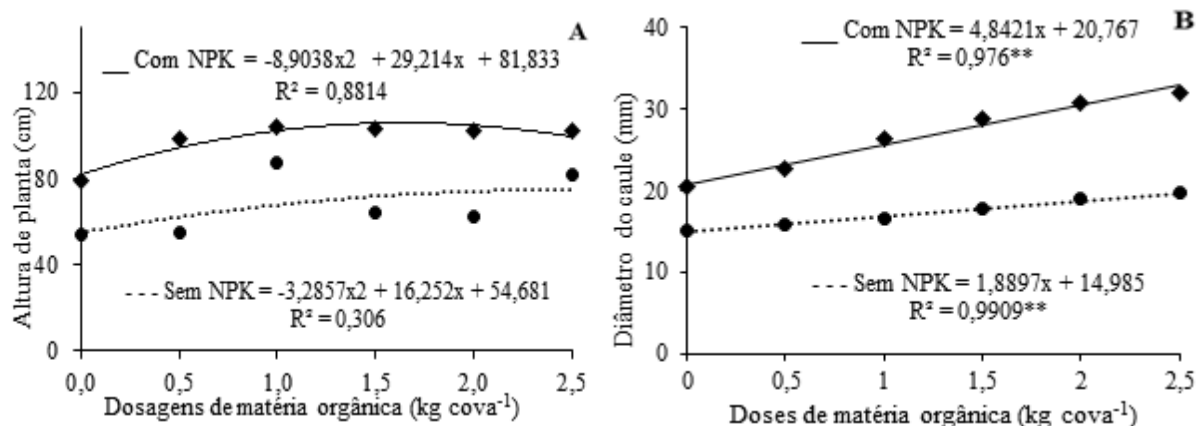 A
Com NPK = -8,9038x2 + 29,214x + 81,833
R² = 0,8814
Altura de planta (cm)
120
80
40
0
Sem NPK = -3,2857x2 + 16,252x + 54,681
R² = 0,306
0,0 0,5 1,0 1,5 2,0 2,5
Dosagens de matéria orgânica (kg cova⁻¹)
B
Com NPK = 4,8421x + 20,767
R² = 0,976**
Diâmetro do caule (mm)
40
30
20
10
0
Sem NPK = 1,8897x + 14,985
R² = 0,9909**
0 0,5 1 1,5 2 2,5
Doses de matéria orgânica (kg cova⁻¹)